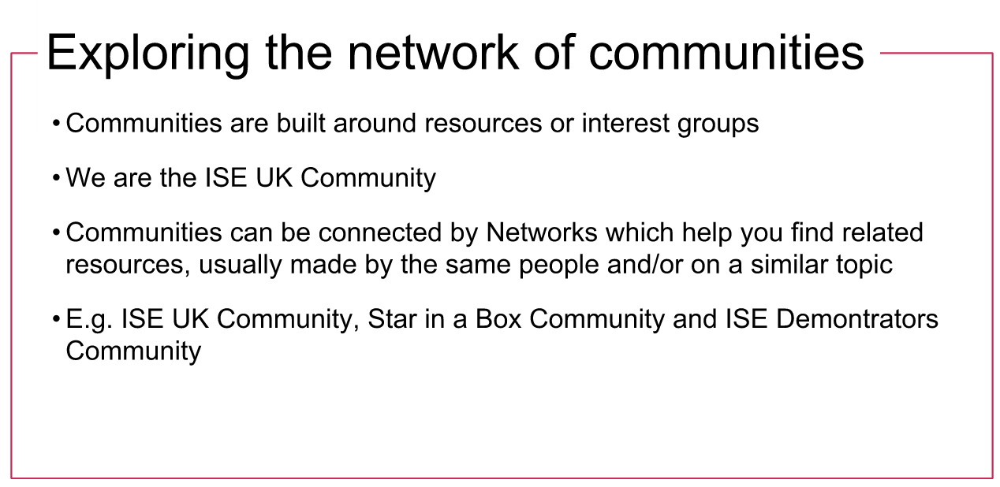 Exploring the network of communities
• Communities are built around resources or interest groups
• We are the ISE UK Community
• Communities can be connected by Networks which help you find related
resources, usually made by the same people and/or on a similar topic
• E.g. ISE UK Community, Star in a Box Community and ISE Demontrators
Community